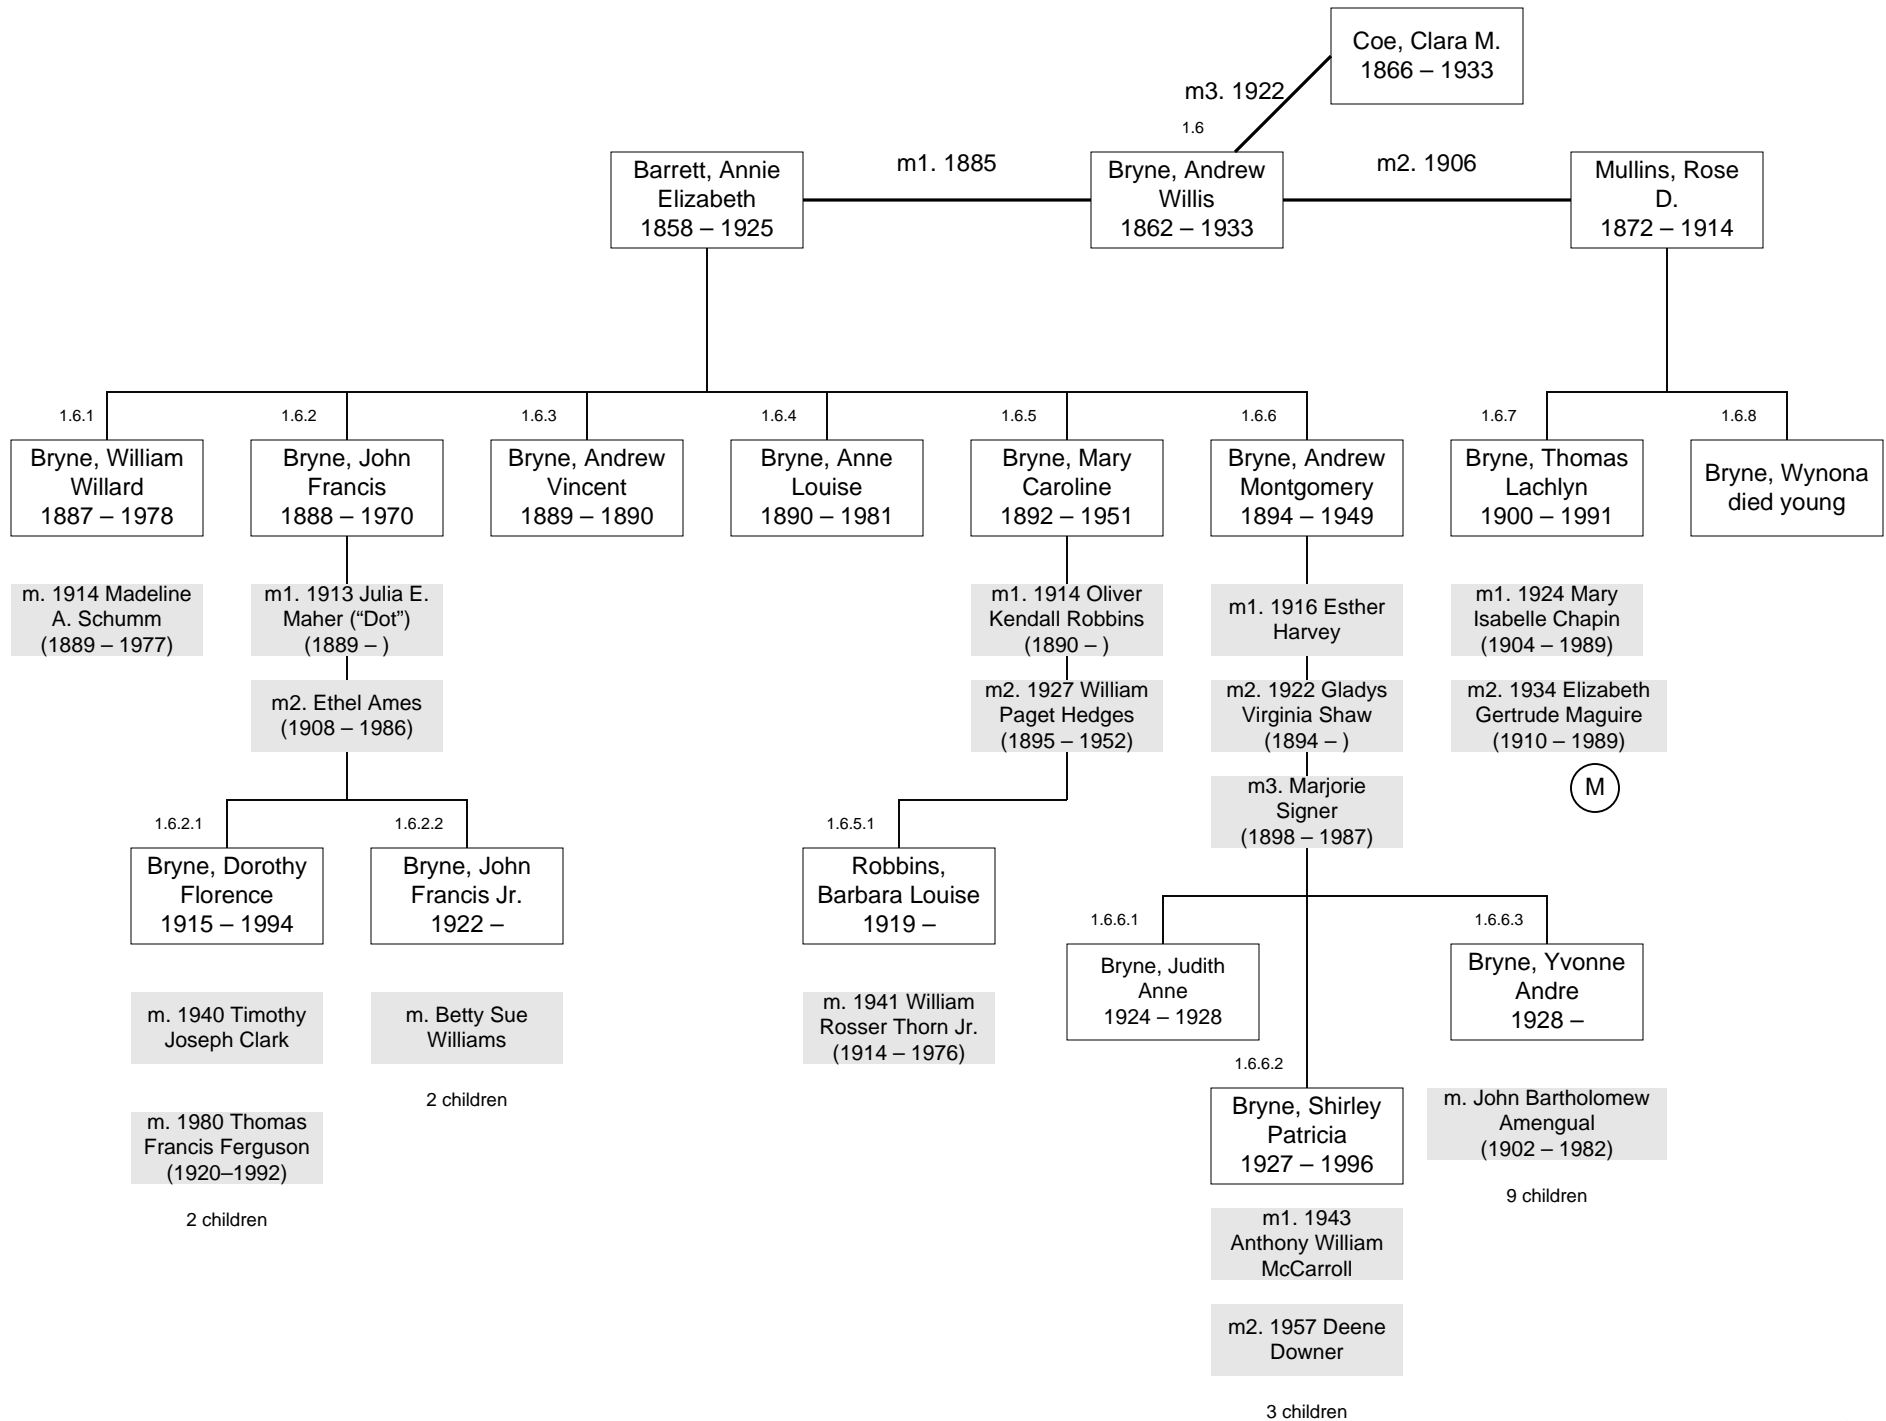 Coe, Clara M.
1866 – 1933
m3. 1922
1.6
Barrett, Annie
Elizabeth
1858 – 1925
m1. 1885
Bryne, Andrew
Willis
1862 – 1933
m2. 1906
Mullins, Rose
D.
1872 – 1914
1.6.1
Bryne, William
Willard
1887 – 1978
1.6.2
Bryne, John
Francis
1888 – 1970
1.6.3
Bryne, Andrew
Vincent
1889 – 1890
1.6.4
Bryne, Anne
Louise
1890 – 1981
1.6.5
Bryne, Mary
Caroline
1892 – 1951
1.6.6
Bryne, Andrew
Montgomery
1894 – 1949
1.6.7
Bryne, Thomas
Lachlyn
1900 – 1991
1.6.8
Bryne, Wynona
died young
m. 1914 Madeline
A. Schumm
(1889 – 1977)
m1. 1913 Julia E.
Maher (“Dot”)
(1889 – )
m1. 1914 Oliver
Kendall Robbins
(1890 – )
m1. 1916 Esther
Harvey
m1. 1924 Mary
Isabelle Chapin
(1904 – 1989)
m2. Ethel Ames
(1908 – 1986)
m2. 1927 William
Paget Hedges
(1895 – 1952)
m2. 1922 Gladys
Virginia Shaw
(1894 – )
m2. 1934 Elizabeth
Gertrude Maguire
(1910 – 1989)
M
m3. Marjorie
Signer
(1898 – 1987)
1.6.2.1
Bryne, Dorothy
Florence
1915 – 1994
1.6.2.2
Bryne, John
Francis Jr.
1922 –
1.6.5.1
Robbins,
Barbara Louise
1919 –
1.6.6.1
Bryne, Judith
Anne
1924 – 1928
1.6.6.3
Bryne, Yvonne
Andre
1928 –
m. 1940 Timothy
Joseph Clark
m. Betty Sue
Williams
m. 1941 William
Rosser Thorn Jr.
(1914 – 1976)
1.6.6.2
Bryne, Shirley
Patricia
1927 – 1996
m. John Bartholomew
Amengual
(1902 – 1982)
2 children
m. 1980 Thomas
Francis Ferguson
(1920–1992)
9 children
2 children
m1. 1943
Anthony William
McCarroll
m2. 1957 Deene
Downer
3 children